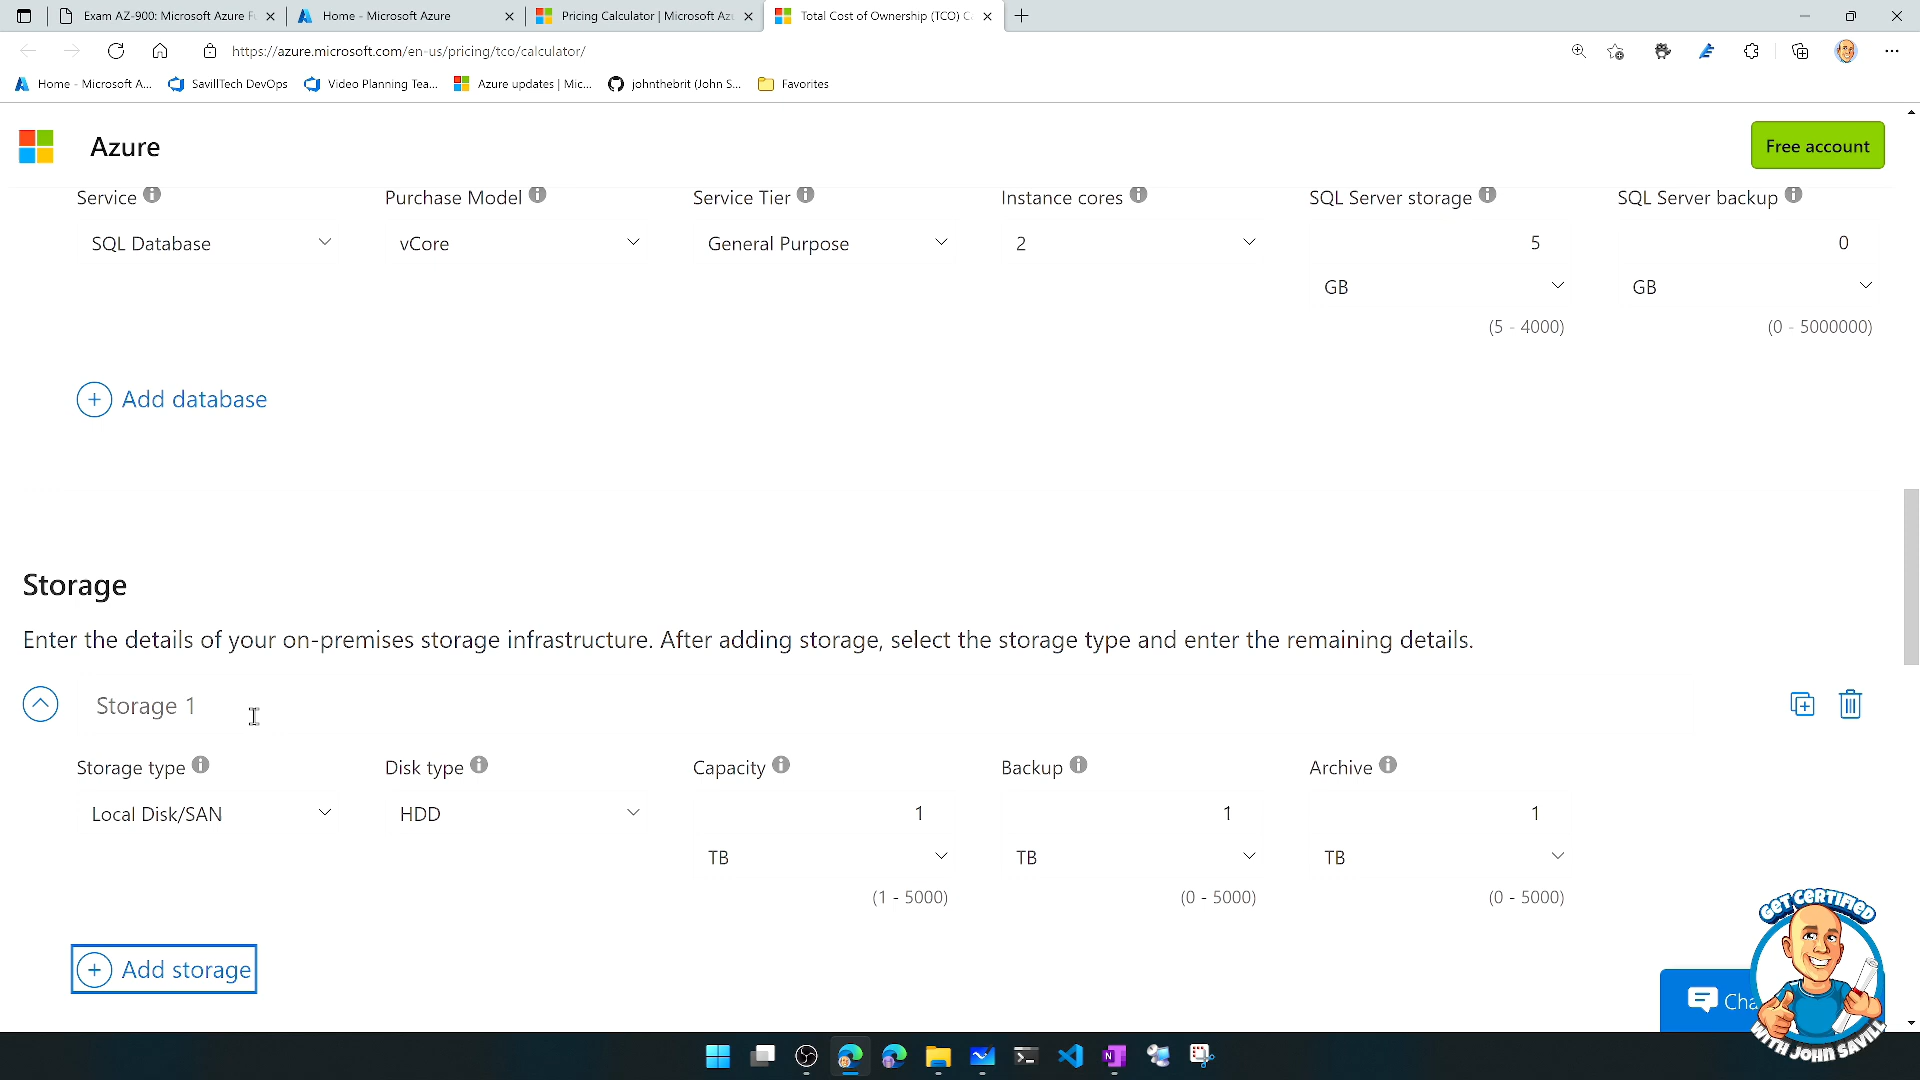 Exam AZ-900: Microsoft Azure Fu
Home - Microsoft Azure
Pricing Calculator | Microsoft Azu
Total Cost of Ownership (TCO) C
https://azure.microsoft.com/en-us/pricing/tco/calculator/
Home - Microsoft A...
SavillTech DevOps
Video Planning Tea...
Azure updates | Mic...
johnthebrit (John S...
Favorites
Azure
Free account
Service
Purchase Model
Service Tier
Instance cores
SQL Server storage
SQL Server backup
SQL Database
vCore
General Purpose
2
5
0
GB
GB
(5 - 4000)
(0 - 5000000)
Add database
Storage
Enter the details of your on-premises storage infrastructure. After adding storage, select the storage type and enter the remaining details.
Storage 1
Storage type
Disk type
Capacity
Backup
Archive
Local Disk/SAN
HDD
1
1
1
TB
TB
TB
(1 - 5000)
(0 - 5000)
(0 - 5000)
Add storage
Cha
GET CERTIFIED
WITH JOHN SAVILL